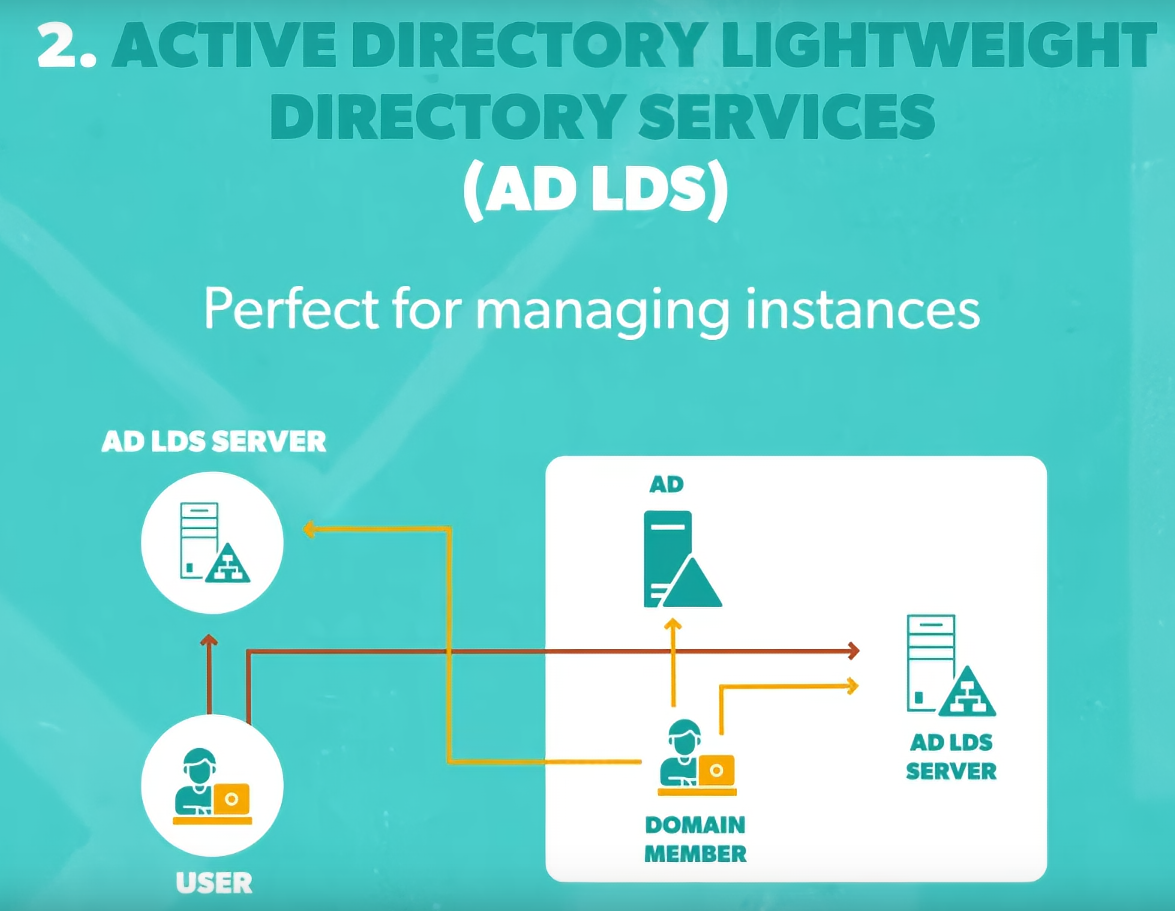 2. ACTIVE DIRECTORY LIGHTWEIGHT
DIRECTORY SERVICES
(AD LDS)
Perfect for managing instances
AD LDS SERVER
AD
AD LDS
SERVER
DOMAIN
MEMBER
USER